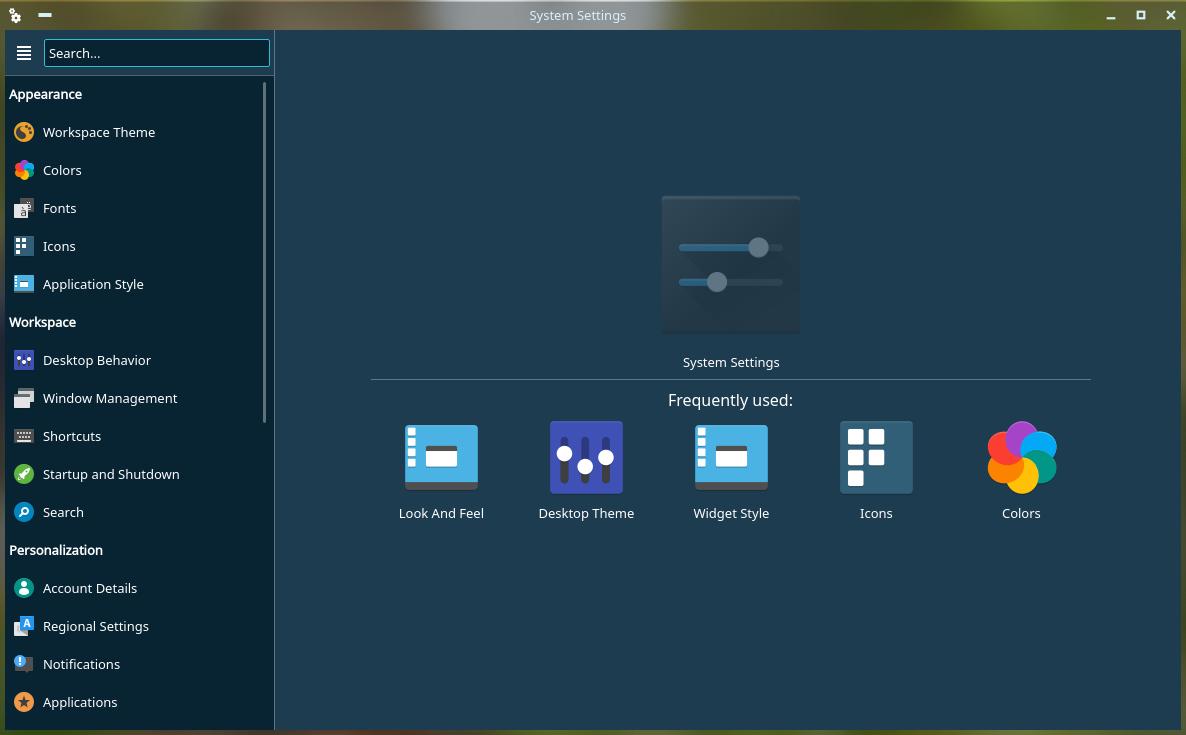 System Settings
Search...
Appearance
Workspace Theme
Colors
Fonts
Icons
Application Style
Workspace
Desktop Behavior
Window Management
Shortcuts
Startup and Shutdown
Search
Personalization
Account Details
Regional Settings
Notifications
Applications
System Settings
Frequently used:
Look And Feel
Desktop Theme
Widget Style
Icons
Colors